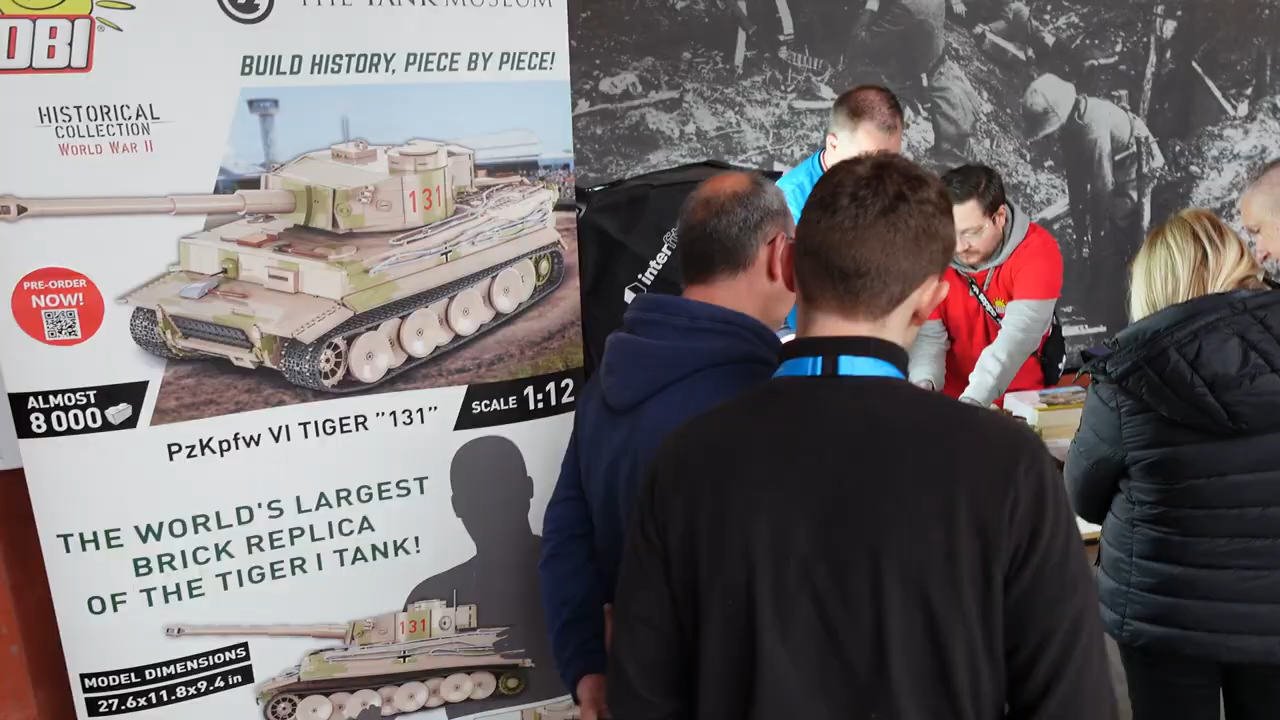 OBI
THE TANK MUSEUM
BUILD HISTORY, PIECE BY PIECE!
HISTORICAL
COLLECTION
WORLD WAR II
131
PRE-ORDER
NOW!
ALMOST
8 000
SCALE 1:12
PzKpfw VI TIGER "131"
THE WORLD'S LARGEST
BRICK REPLICA
OF THE TIGER I TANK!
131
MODEL DIMENSIONS
27.6x11.8x9.4 in